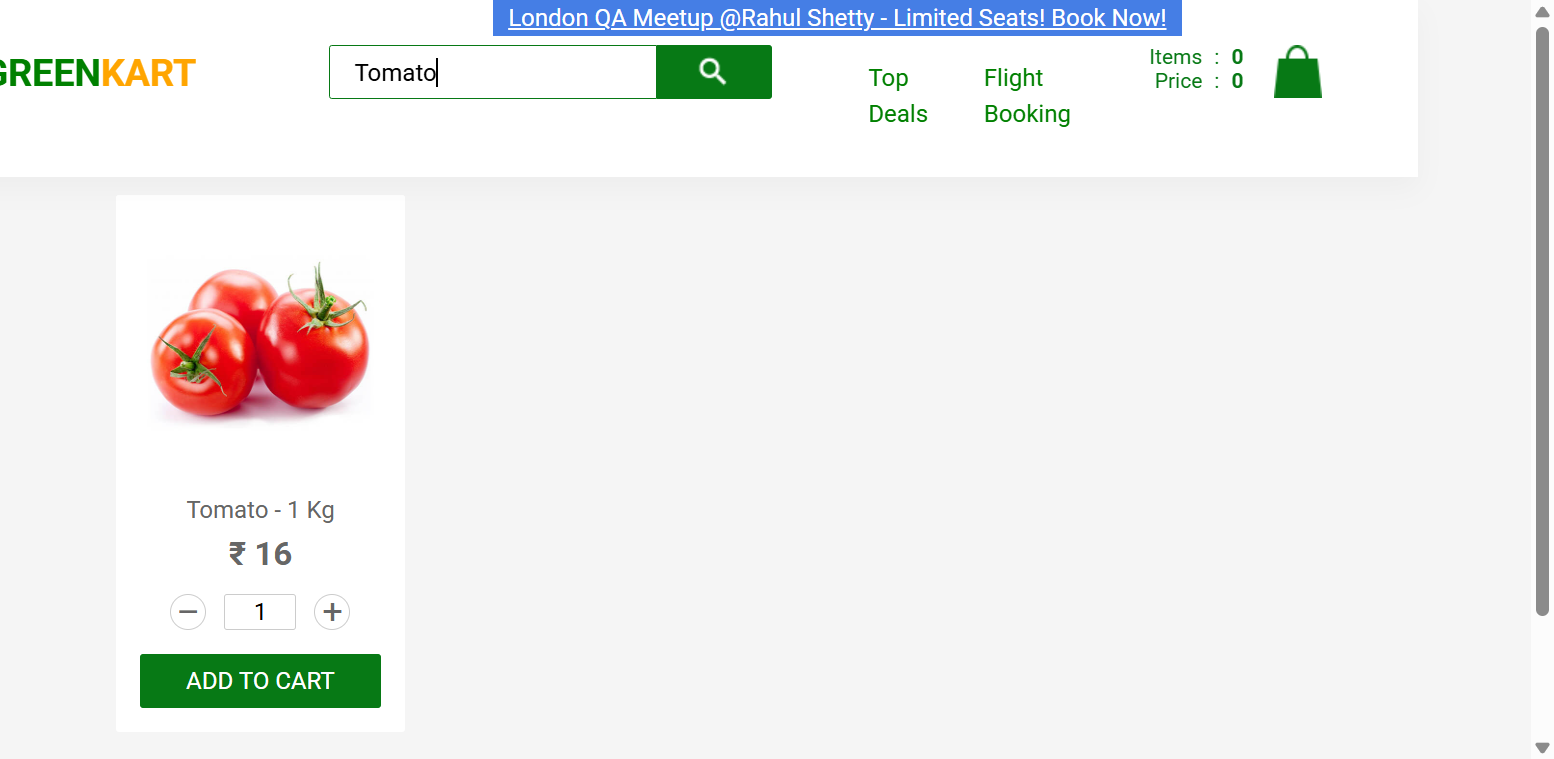 London QA Meetup @Rahul Shetty - Limited Seats! Book Now!
GREENKART
Tomato
Top Deals
Flight Booking
Items : 0
Price : 0
Tomato - 1 Kg
₹ 16
1
ADD TO CART